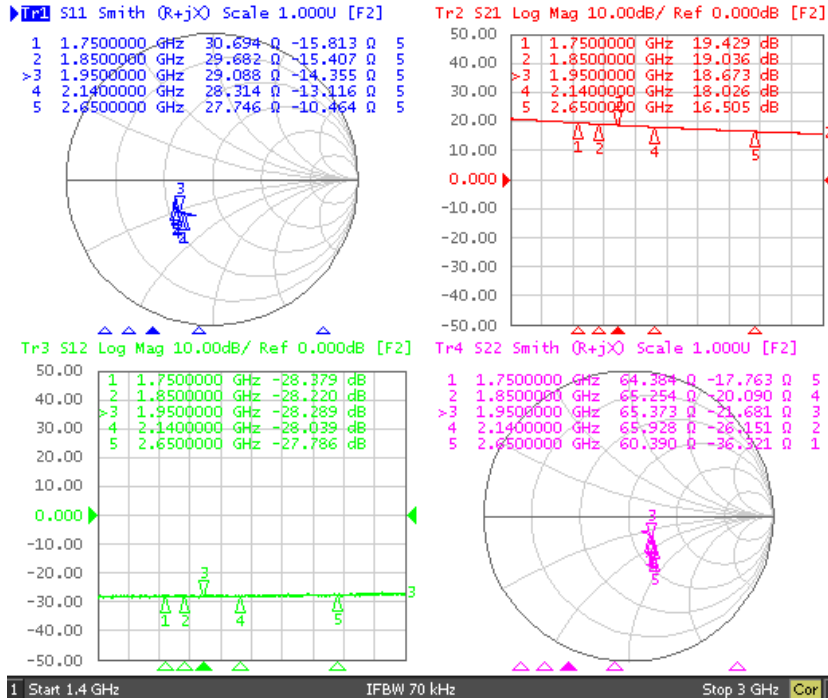 Tr1 S11 Smith (R+jX) Scale 1.000U [F2]
1 1.7500000 GHz 30.694 Ω -15.813 Ω 5
2 1.8500000 GHz 29.682 Ω -15.407 Ω 5
>3 1.9500000 GHz 29.088 Ω -14.355 Ω 5
4 2.1400000 GHz 28.314 Ω -13.116 Ω 5
5 2.6500000 GHz 27.746 Ω -10.464 Ω 5
3
Tr2 S21 Log Mag 10.00dB/ Ref 0.000dB [F2]
50.00
40.00
30.00
20.00
10.00
0.000
-10.00
-20.00
-30.00
-40.00
-50.00
1 1.7500000 GHz 19.429 dB
2 1.8500000 GHz 19.036 dB
>3 1.9500000 GHz 18.673 dB
4 2.1400000 GHz 18.026 dB
5 2.6500000 GHz 16.505 dB
1 2 4 5
Tr3 S12 Log Mag 10.00dB/ Ref 0.000dB [F2]
50.00
40.00
30.00
20.00
10.00
0.000
-10.00
-20.00
-30.00
-40.00
-50.00
1 1.7500000 GHz -28.379 dB
2 1.8500000 GHz -28.220 dB
>3 1.9500000 GHz -28.289 dB
4 2.1400000 GHz -28.039 dB
5 2.6500000 GHz -27.786 dB
3
3
1 2 4 5
Tr4 S22 Smith (R+jX) Scale 1.000U [F2]
1 1.7500000 GHz 64.384 Ω -17.763 Ω 5
2 1.8500000 GHz 65.254 Ω -20.090 Ω 4
>3 1.9500000 GHz 65.373 Ω -21.681 Ω 3
4 2.1400000 GHz 65.928 Ω -26.151 Ω 2
5 2.6500000 GHz 60.390 Ω -36.321 Ω 1
3
5
1 Start 1.4 GHz IFBW 70 kHz Stop 3 GHz Cor